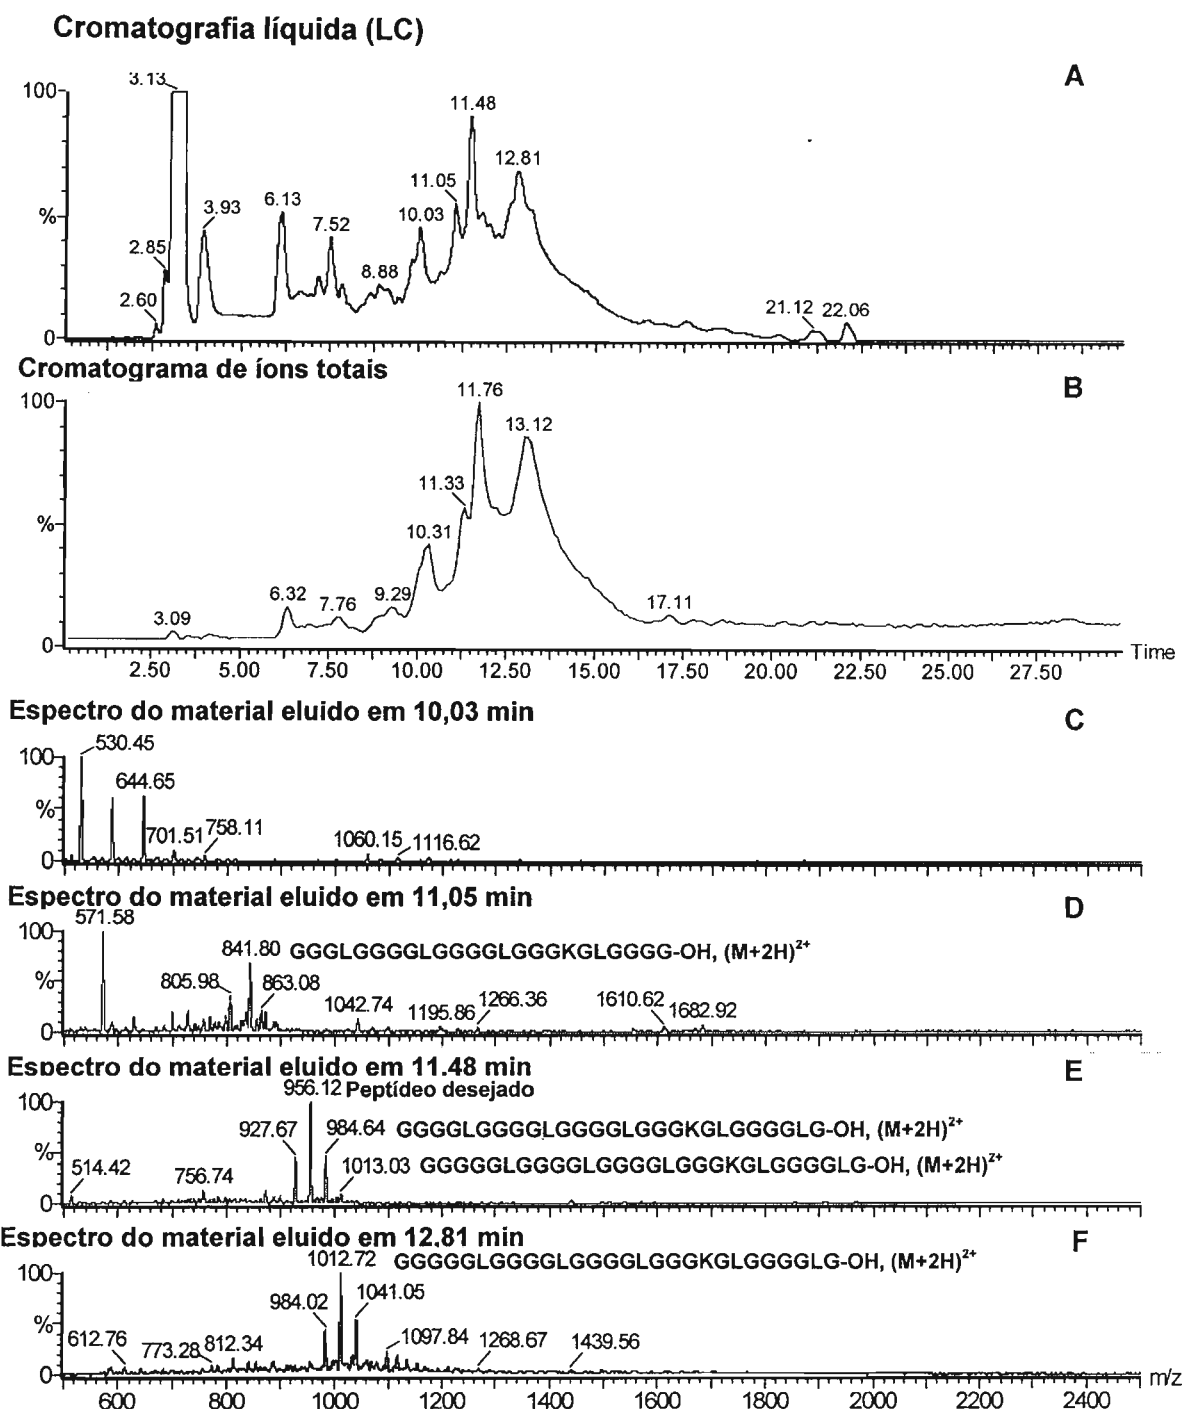 Cromatografia líquida (LC)
A
3.13
100
11.48
12.81
11.05
6.13
3.93
10.03
%
7.52
2.85
8.88
2.60
21.12 22.06
0
Cromatograma de íons totais
B
11.76
100
13.12
11.33
%
10.31
6.32
7.76
9.29
17.11
3.09
0
Time
2.50 5.00 7.50 10.00 12.50 15.00 17.50 20.00 22.50 25.00 27.50
Espectro do material eluido em 10,03 min
C
530.45
100
644.65
%
701.51 758.11
1060.15 1116.62
0
Espectro do material eluido em 11,05 min
D
571.58
100
841.80 GGGLGGGGLGGGGLGGGKGLGGGG-OH, (M+2H)2+
805.98 863.08
%
1042.74 1195.86 1266.36 1610.62 1682.92
0
Espectro do material eluido em 11.48 min
E
956.12 Peptídeo desejado
100
927.67 984.64 GGGGLGGGGLGGGGLGGGKGLGGGGLG-OH, (M+2H)2+
%
514.42 756.74 1013.03 GGGGGLGGGGLGGGGLGGGKGLGGGGLG-OH, (M+2H)2+
0
Espectro do material eluido em 12,81 min
F
1012.72 GGGGGLGGGGLGGGGLGGGKGLGGGGLG-OH, (M+2H)2+
100
984.02 1041.05
%
612.76 773.28 812.34 1097.84 1268.67 1439.56
0
m/z
600 800 1000 1200 1400 1600 1800 2000 2200 2400